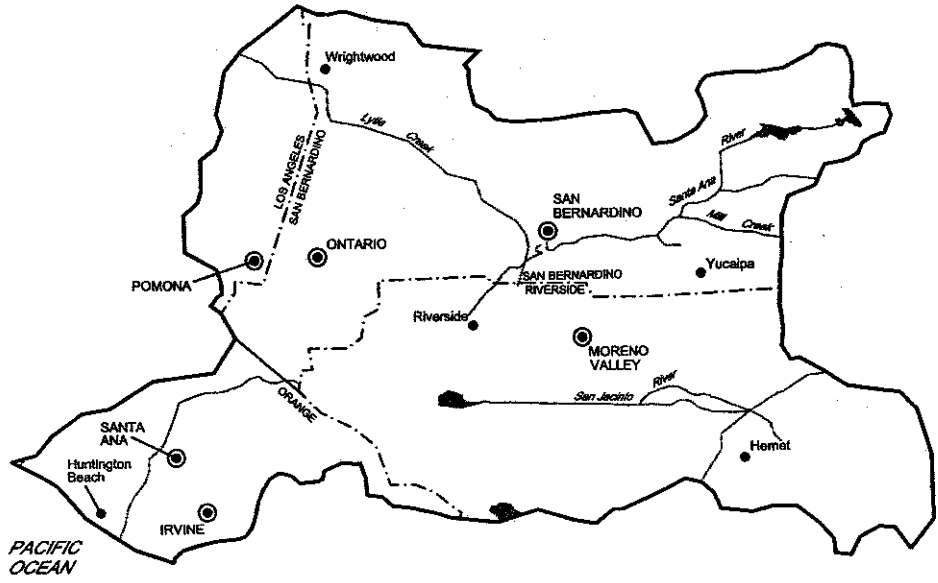 Wrightwood
Lytle Creek
River
LOS ANGELES
SAN BERNARDINO
Santa Ana
SAN
BERNARDINO
Mill Creek
ONTARIO
POMONA
Yucaipa
SAN BERNARDINO
RIVERSIDE
Riverside
MORENO
VALLEY
River
San Jacinto
ORANGE
SANTA
ANA
Hemet
Huntington
Beach
IRVINE
PACIFIC
OCEAN